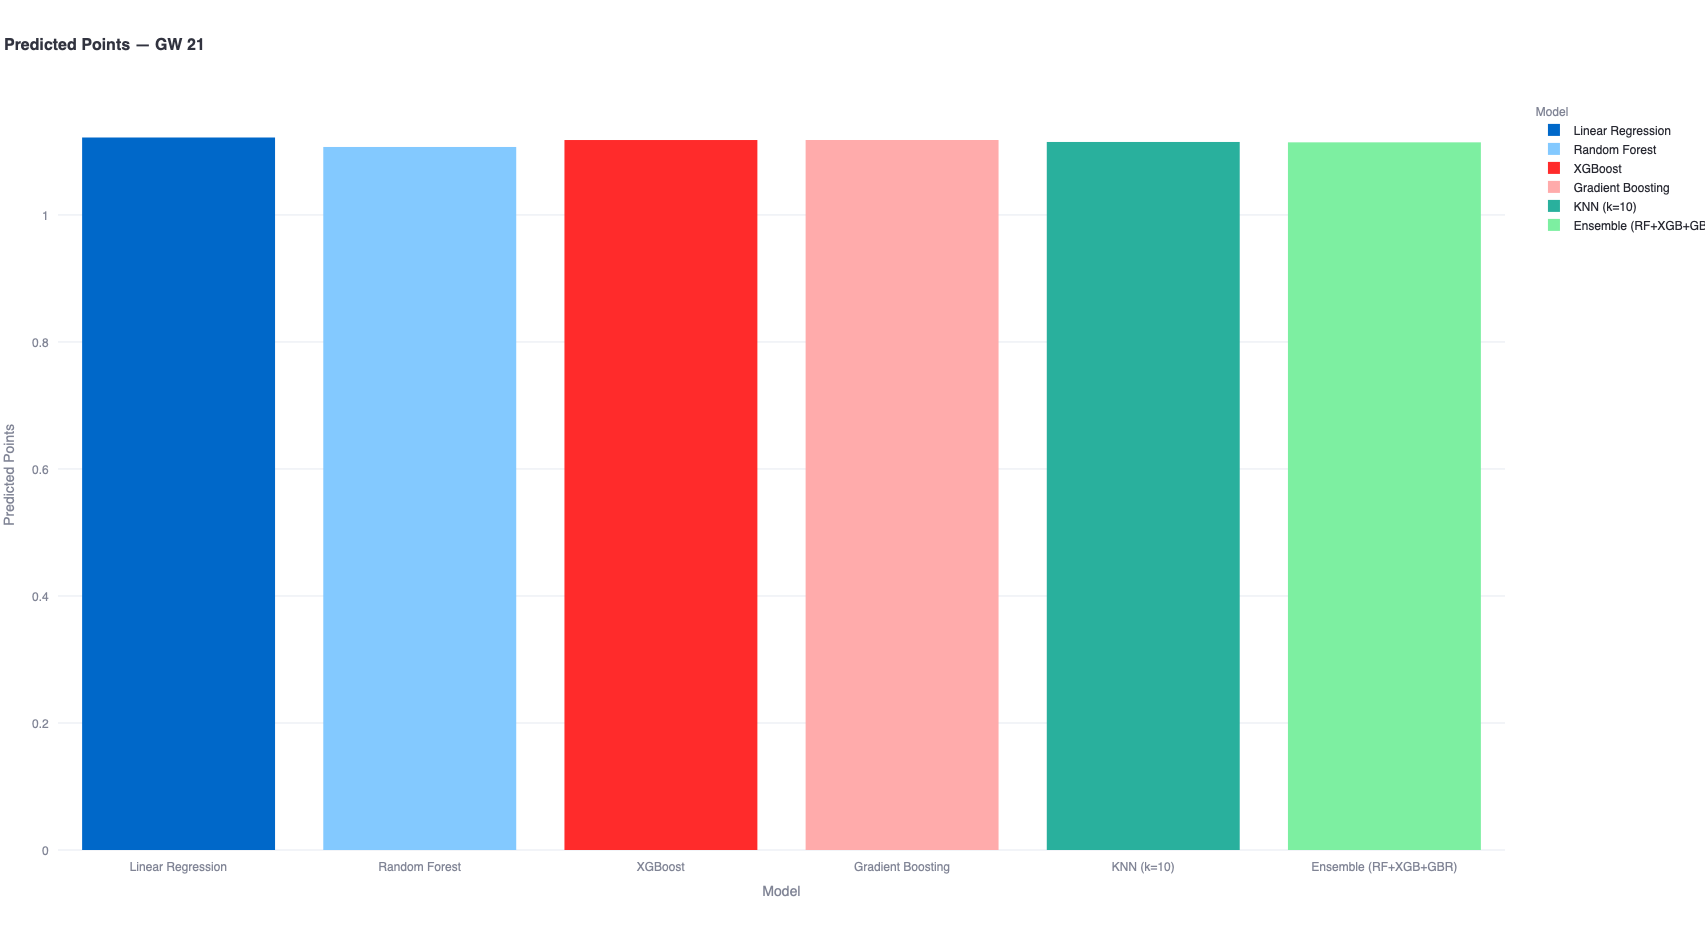 Predicted Points — GW 21
Model
Linear Regression
Random Forest
XGBoost
Gradient Boosting
KNN (k=10)
Ensemble (RF+XGB+GB
1
0.8
0.6
0.4
0.2
0
Predicted Points
Linear Regression
Random Forest
XGBoost
Gradient Boosting
KNN (k=10)
Ensemble (RF+XGB+GBR)
Model